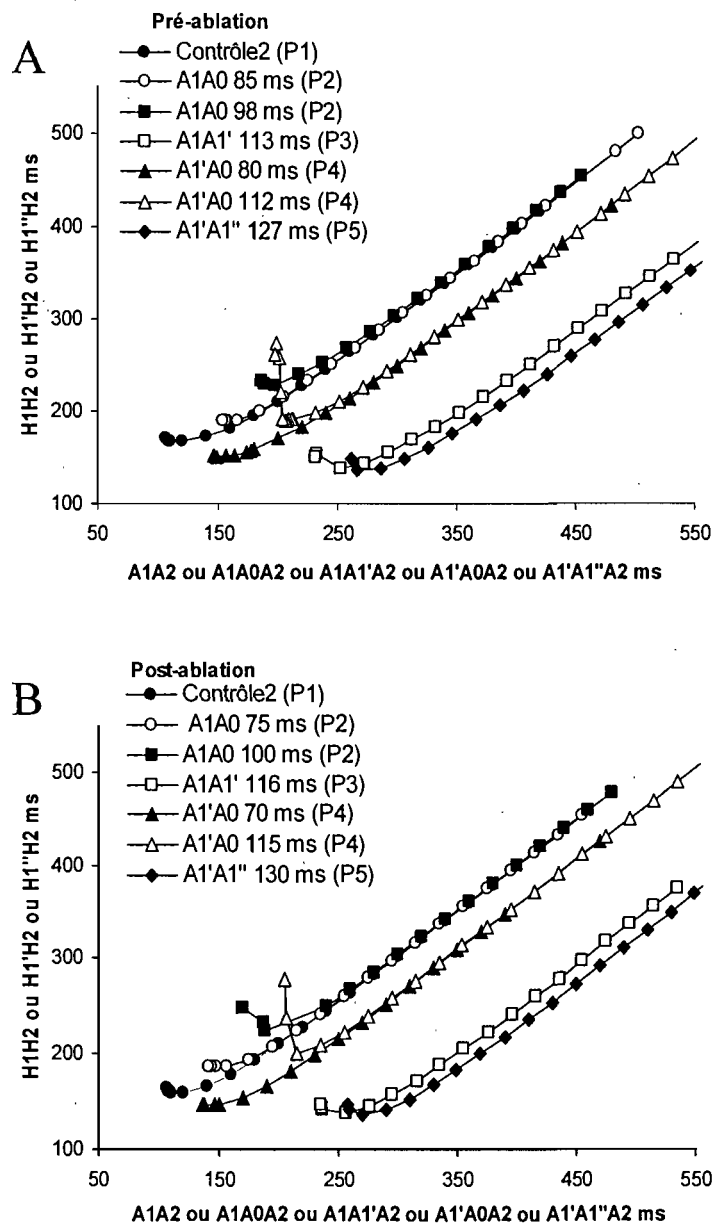 Pré-ablation
A
Contrôle2 (P1)
A1A0 85 ms (P2)
A1A0 98 ms (P2)
A1A1' 113 ms (P3)
A1'A0 80 ms (P4)
A1'A0 112 ms (P4)
A1'A1" 127 ms (P5)
H1H2 ou H1'H2 ou H1"H2 ms
500
400
300
200
100
50 150 250 350 450 550
A1A2 ou A1A0A2 ou A1A1'A2 ou A1'A0A2 ou A1'A1"A2 ms
Post-ablation
B
Contrôle2 (P1)
A1A0 75 ms (P2)
A1A0 100 ms (P2)
A1A1' 116 ms (P3)
A1'A0 70 ms (P4)
A1'A0 115 ms (P4)
A1'A1" 130 ms (P5)
H1H2 ou H1'H2 ou H1"H2 ms
500
400
300
200
100
50 150 250 350 450 550
A1A2 ou A1A0A2 ou A1A1'A2 ou A1'A0A2 ou A1'A1"A2 ms